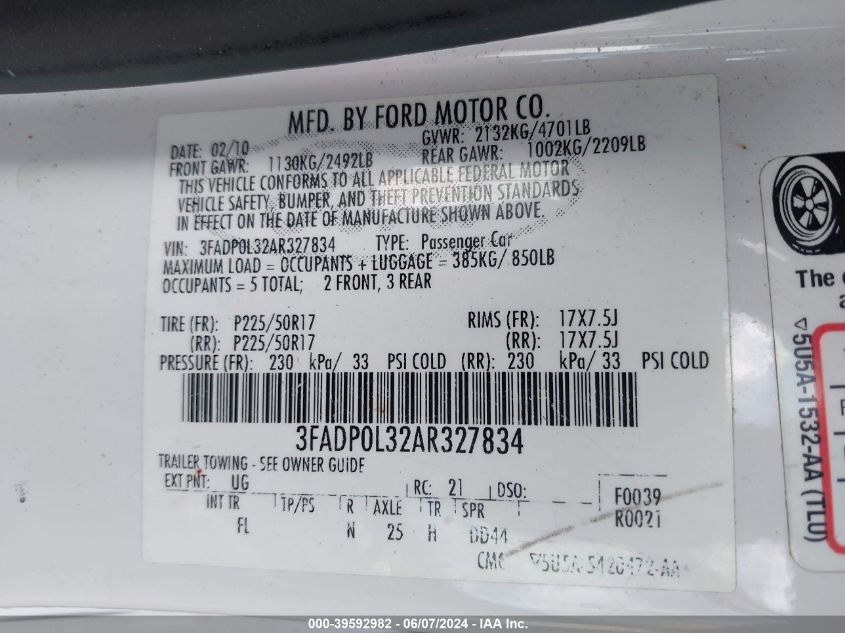 MFD. BY FORD MOTOR CO.
DATE: 02/10 GVWR: 2132KG/4701LB
FRONT GAWR: 1130KG/2492LB REAR GAWR: 1002KG/2209LB
THIS VEHICLE CONFORMS TO ALL APPLICABLE FEDERAL MOTOR
VEHICLE SAFETY, BUMPER, AND THEFT PREVENTION STANDARDS
IN EFFECT ON THE DATE OF MANUFACTURE SHOWN ABOVE.
VIN: 3FADP0L32AR327834 TYPE: Passenger Car
MAXIMUM LOAD = OCCUPANTS + LUGGAGE = 385KG/ 850LB
OCCUPANTS = 5 TOTAL; 2 FRONT, 3 REAR
TIRE (FR): P225/50R17 RIMS (FR): 17X7.5J
(RR): P225/50R17 (RR): 17X7.5J
PRESSURE (FR): 230 kPa/ 33 PSI COLD (RR): 230 kPa/ 33 PSI COLD
3FADP0L32AR327834
TRAILER TOWING - SEE OWNER GUIDE
EXT PNT: UG RC: 21 DSO: F0039
INT TR TP/PS R AXLE TR SPR R0021
FL N 25 H DD44
CMC 5U5A-5420472-AA
The
5U5A-1532-AA (TLU)
000-39592982 - 06/07/2024 - IAA Inc.